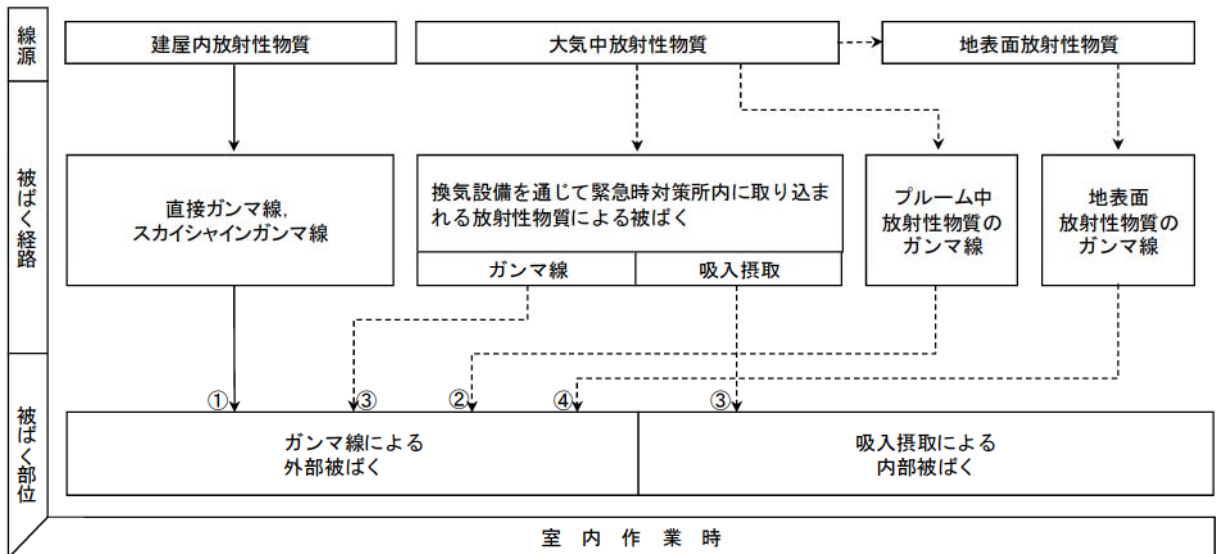 線源
建屋内放射性物質
大気中放射性物質
地表面放射性物質
被ばく経路
直接ガンマ線,
スカイシャインガンマ線
換気設備を通じて緊急時対策所内に取り込ま
れる放射性物質による被ばく
ガンマ線
吸入摂取
プルーム中
放射性物質の
ガンマ線
地表面
放射性物質の
ガンマ線
被ばく部位
①
③
②
④
③
ガンマ線による
外部被ばく
吸入摂取による
内部被ばく
室内作業時